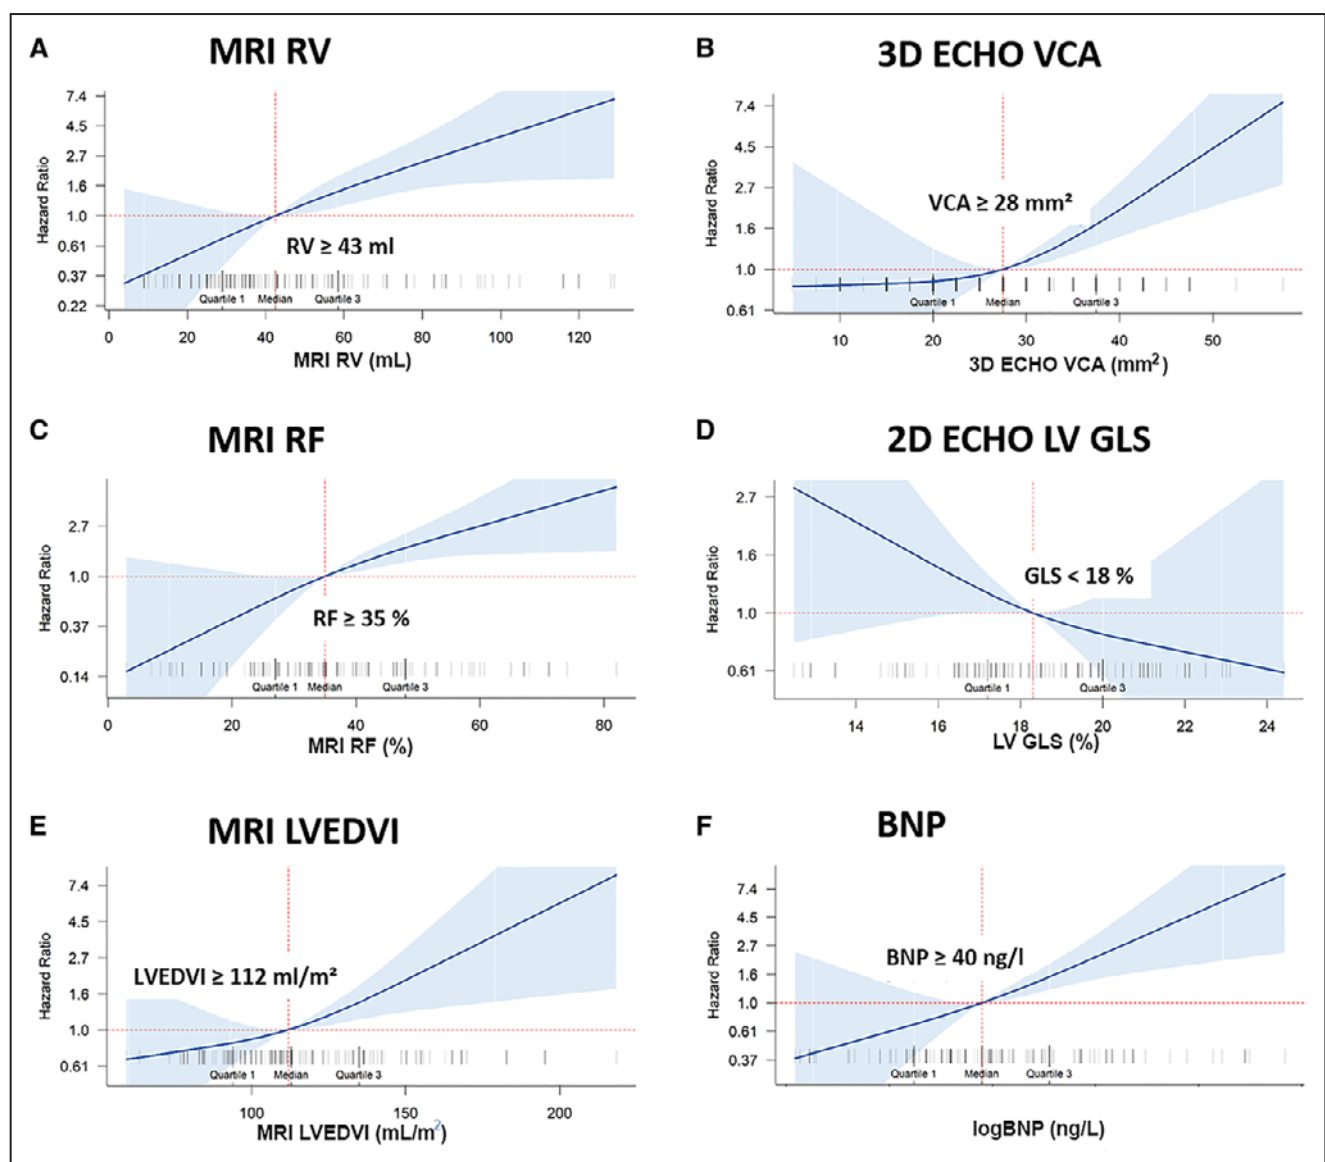 A MRI RV
7.4
4.5
2.7
1.6
1.0
0.61
0.37
0.22
Hazard Ratio
RV ≥ 43 ml
Quartile 1 Median Quartile 3
0 20 40 60 80 100 120
MRI RV (mL)
B 3D ECHO VCA
7.4
4.5
2.7
1.6
1.0
0.61
Hazard Ratio
VCA ≥ 28 mm²
Quartile 1 Median Quartile 3
10 20 30 40 50
3D ECHO VCA (mm²)
C MRI RF
2.7
1.0
0.37
0.14
Hazard Ratio
RF ≥ 35 %
Quartile 1 Median Quartile 3
0 20 40 60 80
MRI RF (%)
D 2D ECHO LV GLS
2.7
1.6
1.0
0.61
Hazard Ratio
GLS < 18 %
Quartile 1 Quartile 3
14 16 18 20 22 24
LV GLS (%)
E MRI LVEDVI
7.4
4.5
2.7
1.6
1.0
0.61
Hazard Ratio
LVEDVI ≥ 112 ml/m²
Quartile 1 Median Quartile 3
100 150 200
MRI LVEDVI (mL/m²)
F BNP
7.4
4.5
2.7
1.6
1.0
0.61
0.37
Hazard Ratio
BNP ≥ 40 ng/l
Quartile 1 Median Quartile 3
logBNP (ng/L)